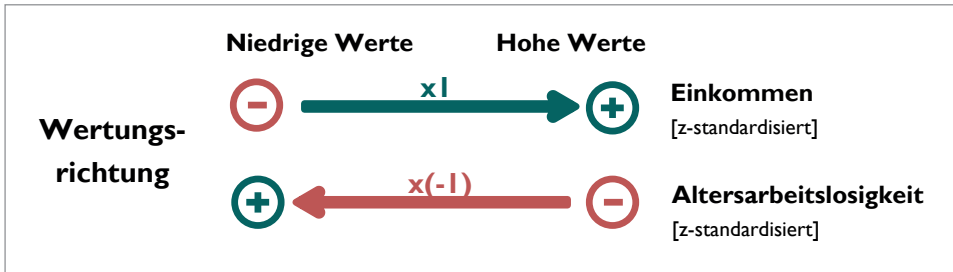 Niedrige Werte
Hohe Werte
Wertungs-
richtung
x1
Einkommen
[z-standardisiert]
x(-1)
Altersarbeitslosigkeit
[z-standardisiert]